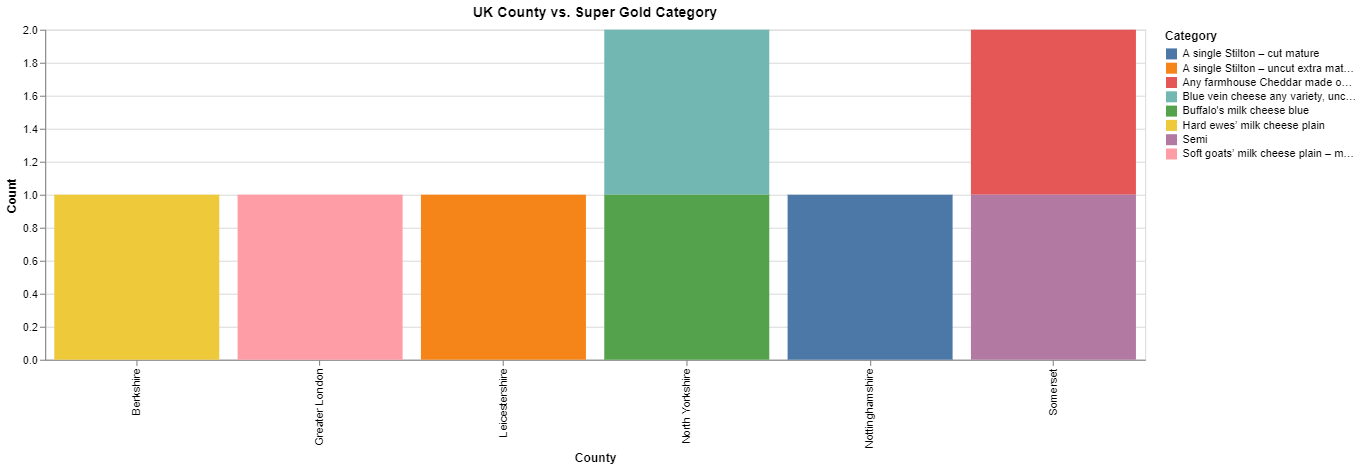 UK County vs. Super Gold Category
2.0
1.8
1.6
1.4
1.2
1.0
0.8
0.6
0.4
0.2
0.0
Count
Berkshire
Greater London
Leicestershire
North Yorkshire
Nottinghamshire
Somerset
County
Category
A single Stilton – cut mature
A single Stilton – uncut extra mat…
Any farmhouse Cheddar made o…
Blue vein cheese any variety, unc…
Buffalo's milk cheese blue
Hard ewes’ milk cheese plain
Semi
Soft goats’ milk cheese plain – m…